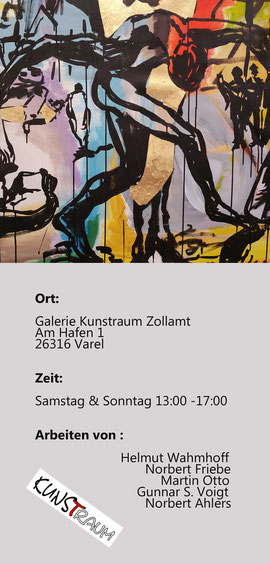 Ort:
Galerie Kunstraum Zollamt
Am Hafen 1
26316 Varel
Zeit:
Samstag & Sonntag 13:00 -17:00
Arbeiten von :
Helmut Wahmhoff
Norbert Friebe
Martin Otto
Gunnar S. Voigt
Norbert Ahlers
KUNSTRAUM